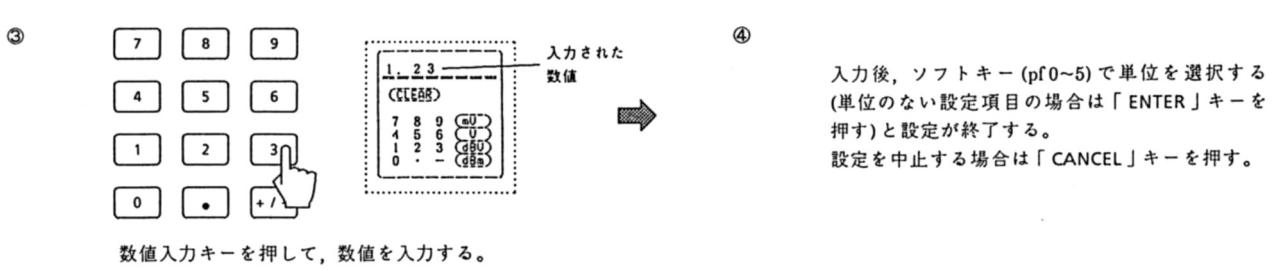 ③
7 8 9
4 5 6
1 2 3
0 . + / -
1. 23
(CLEAR)
7 8 9 (mV)
4 5 6 (V)
1 2 3 (dBV)
0 . - (dBm)
入力された
数値
数値入力キーを押して,数値を入力する。
④
入力後,ソフトキー(pf 0~5)で単位を選択する
(単位のない設定項目の場合は「ENTER」キーを
押す)と設定が終了する。
設定を中止する場合は「CANCEL」キーを押す。